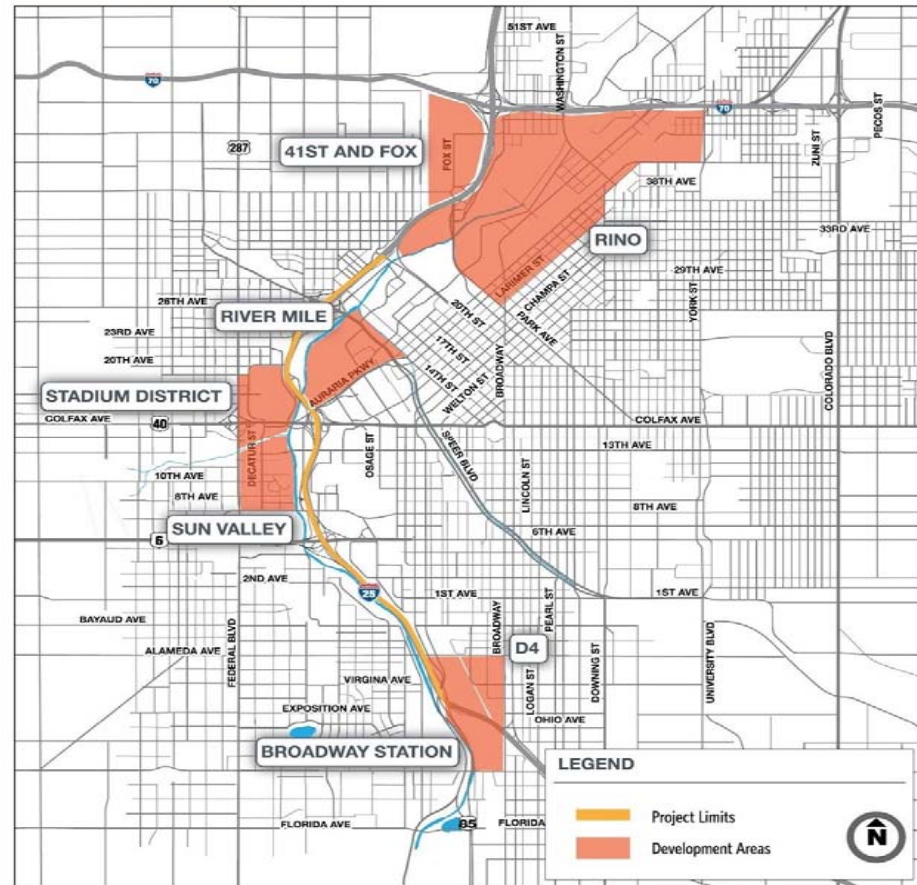 51ST AVE
WASHINGTON ST
70
70
PECOS ST
ZUNI ST
287
41ST AND FOX
FOX ST
38TH AVE
33RD AVE
RINO
29TH AVE
LARIMER ST
CHAMPA ST
PARK AVE
YORK ST
26TH AVE
RIVER MILE
20TH ST
23RD AVE
17TH ST
20TH AVE
14TH ST
WELTON ST
BROADWAY
COLORADO BLVD
AURARIA PKWY
STADIUM DISTRICT
COLFAX AVE
40
COLFAX AVE
DECATUR ST
OSAGE ST
SPEER BLVD
13TH AVE
10TH AVE
LINCOLN ST
8TH AVE
8TH AVE
SUN VALLEY
6TH AVE
6
2ND AVE
25
1ST AVE
PEARL ST
1ST AVE
BAYAUD AVE
BROADWAY
ALAMEDA AVE
FEDERAL BLVD
D4
DOWNING ST
UNIVERSITY BLVD
VIRGINA AVE
LOGAN ST
EXPOSITION AVE
OHIO AVE
BROADWAY STATION
LEGEND
Project Limits
FLORIDA AVE
85
FLORIDA
Development Areas
N